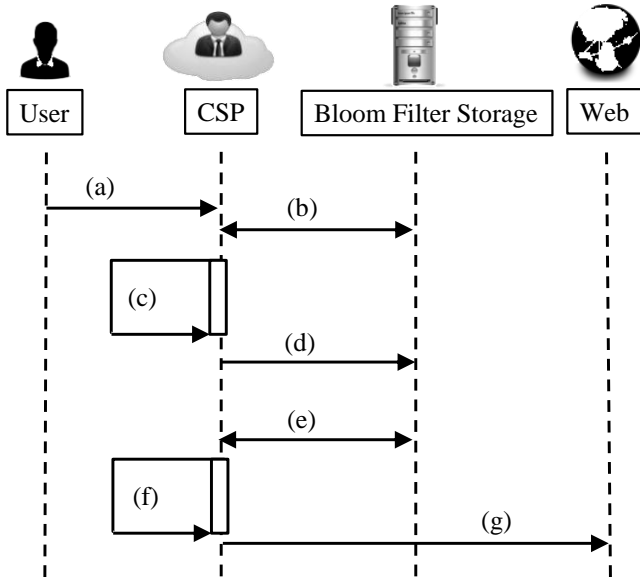 User
CSP
Bloom Filter Storage
Web
(a)
(b)
(c)
(d)
(e)
(f)
(g)